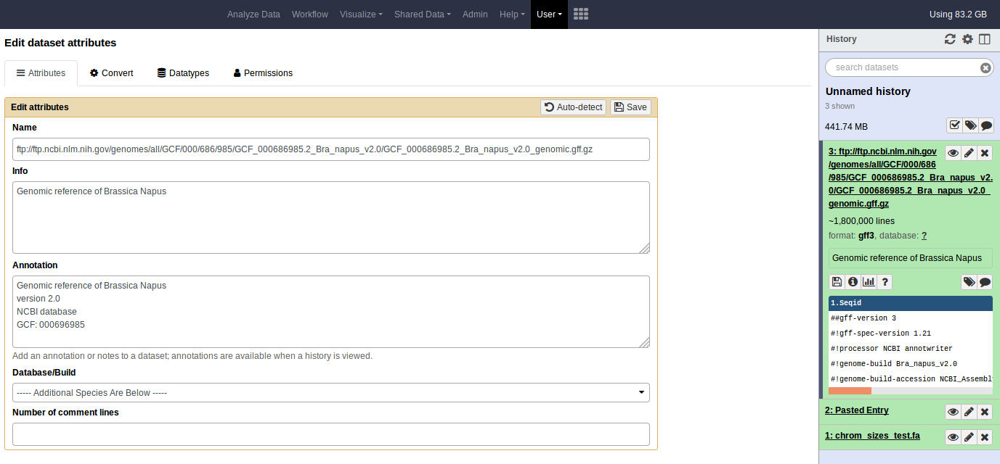 Analyze Data Workflow Visualize Shared Data Admin Help User Using 83.2 GB
Edit dataset attributes
Attributes Convert Datatypes Permissions
Edit attributes Auto-detect Save
Name
ftp://ftp.ncbi.nlm.nih.gov/genomes/all/GCF/000/686/985/GCF_000686985.2_Bra_napus_v2.0/GCF_000686985.2_Bra_napus_v2.0_genomic.gff.gz
Info
Genomic reference of Brassica Napus
Annotation
Genomic reference of Brassica Napus
version 2.0
NCBI database
GCF: 000696985
Add an annotation or notes to a dataset; annotations are available when a history is viewed.
Database/Build
----- Additional Species Are Below -----
Number of comment lines
History
search datasets
Unnamed history
3 shown
441.74 MB
3: ftp://ftp.ncbi.nlm.nih.gov
/genomes/all/GCF/000/686
/985/GCF_000686985.2_Bra_napus_v2.
0/GCF_000686985.2_Bra_napus_v2.0_
genomic.gff.gz
~1,800,000 lines
format: gff3, database: ?
Genomic reference of Brassica Napus
?
1.Seqid
##gff-version 3
#!gff-spec-version 1.21
#!processor NCBI annotwriter
#!genome-build Bra_napus_v2.0
#!genome-build-accession NCBI_Assembly
2: Pasted Entry
1: chrom_sizes_test.fa